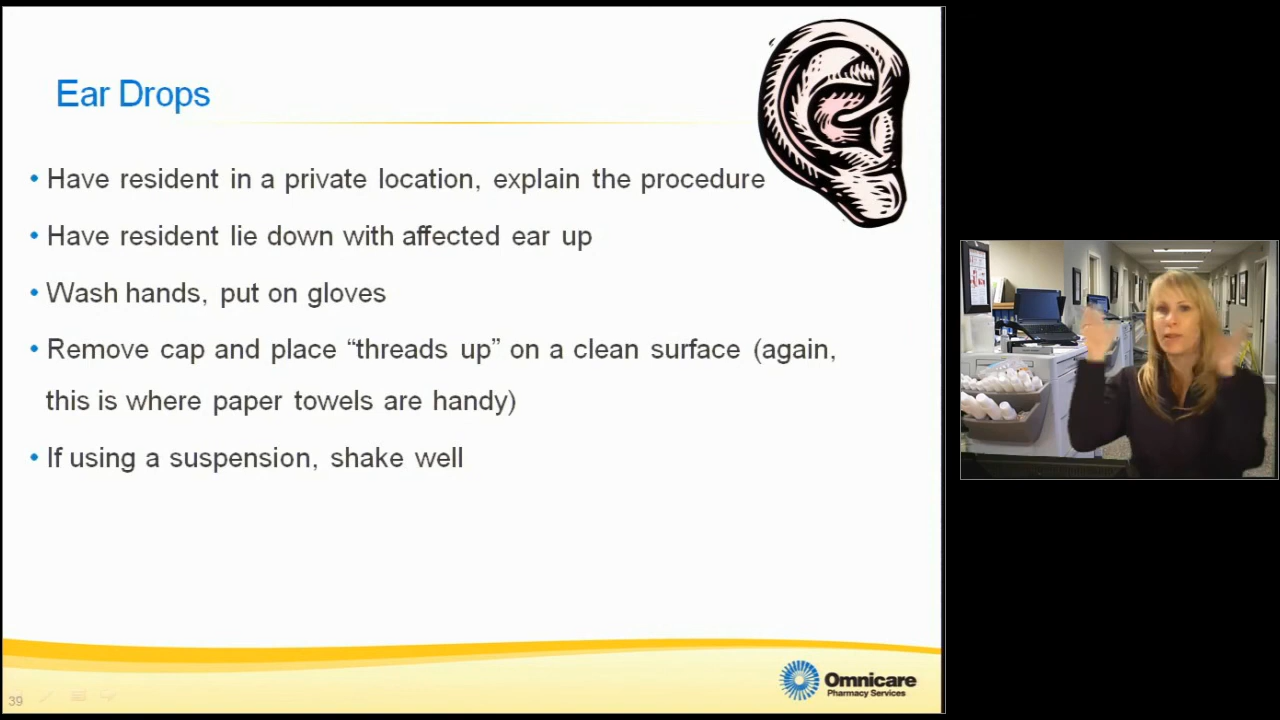 Ear Drops
• Have resident in a private location, explain the procedure
• Have resident lie down with affected ear up
• Wash hands, put on gloves
• Remove cap and place “threads up” on a clean surface (again,
this is where paper towels are handy)
• If using a suspension, shake well
Omnicare
Pharmacy Services
39